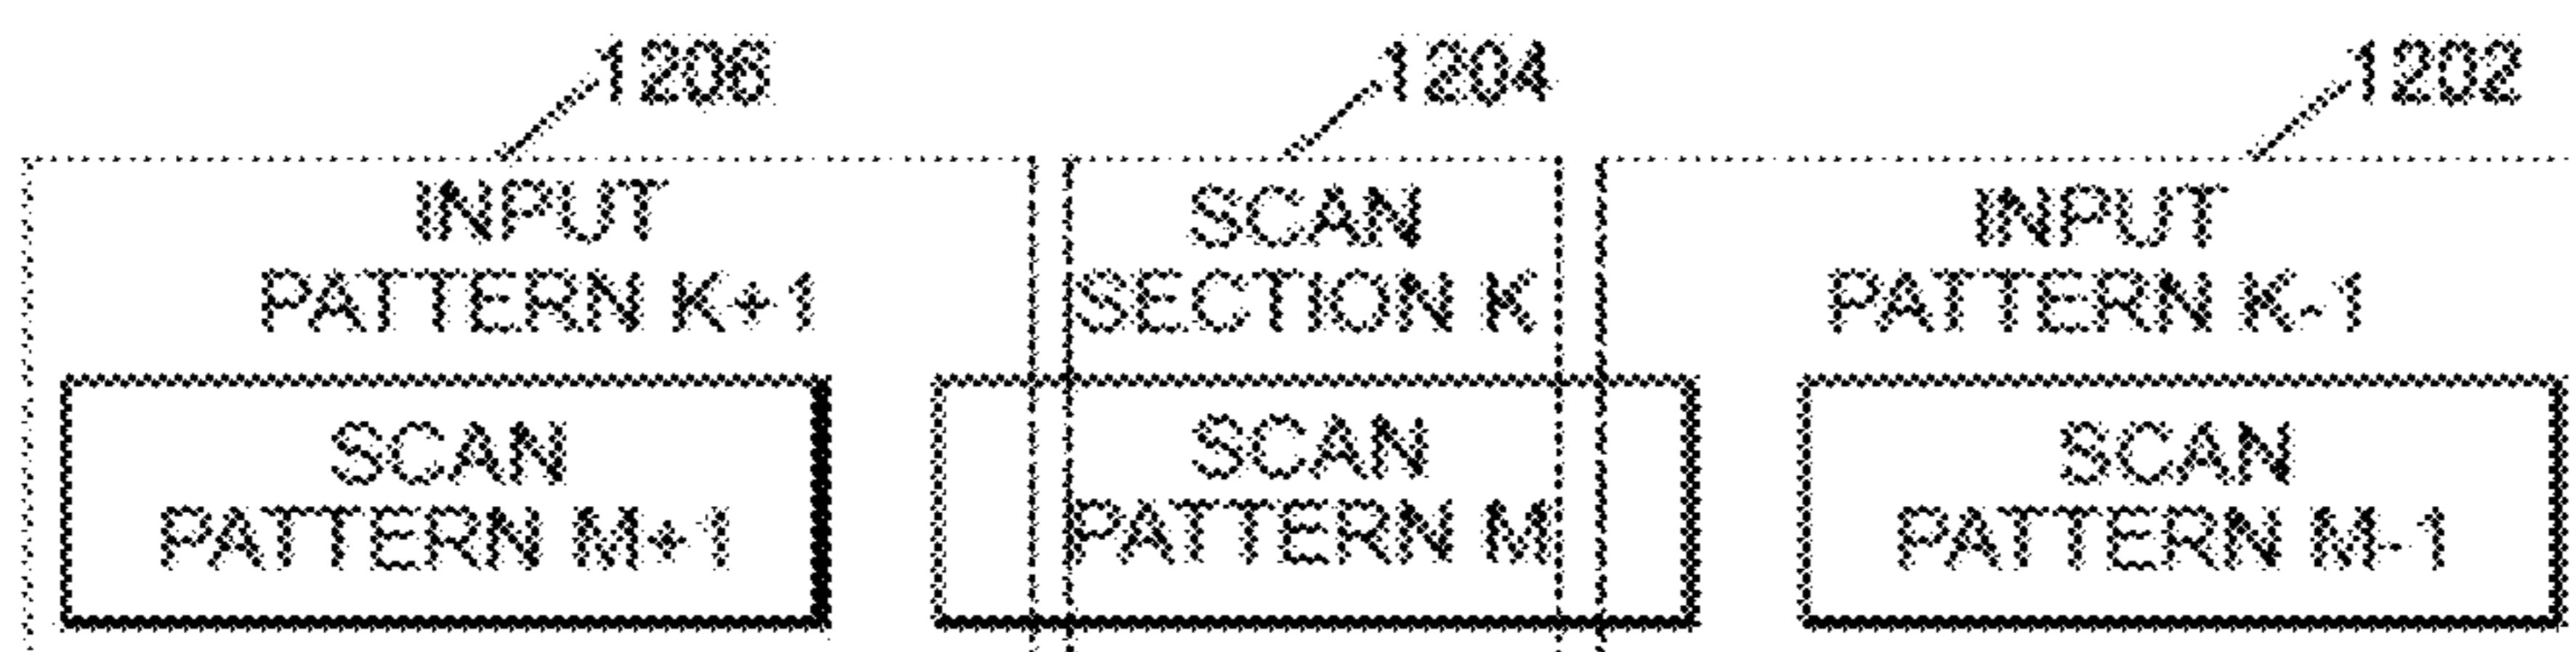 1206
1204
1202
INPUT
PATTERN K+1
SCAN
SECTION K
INPUT
PATTERN K-1
SCAN
PATTERN M+1
SCAN
PATTERN M
SCAN
PATTERN M-1